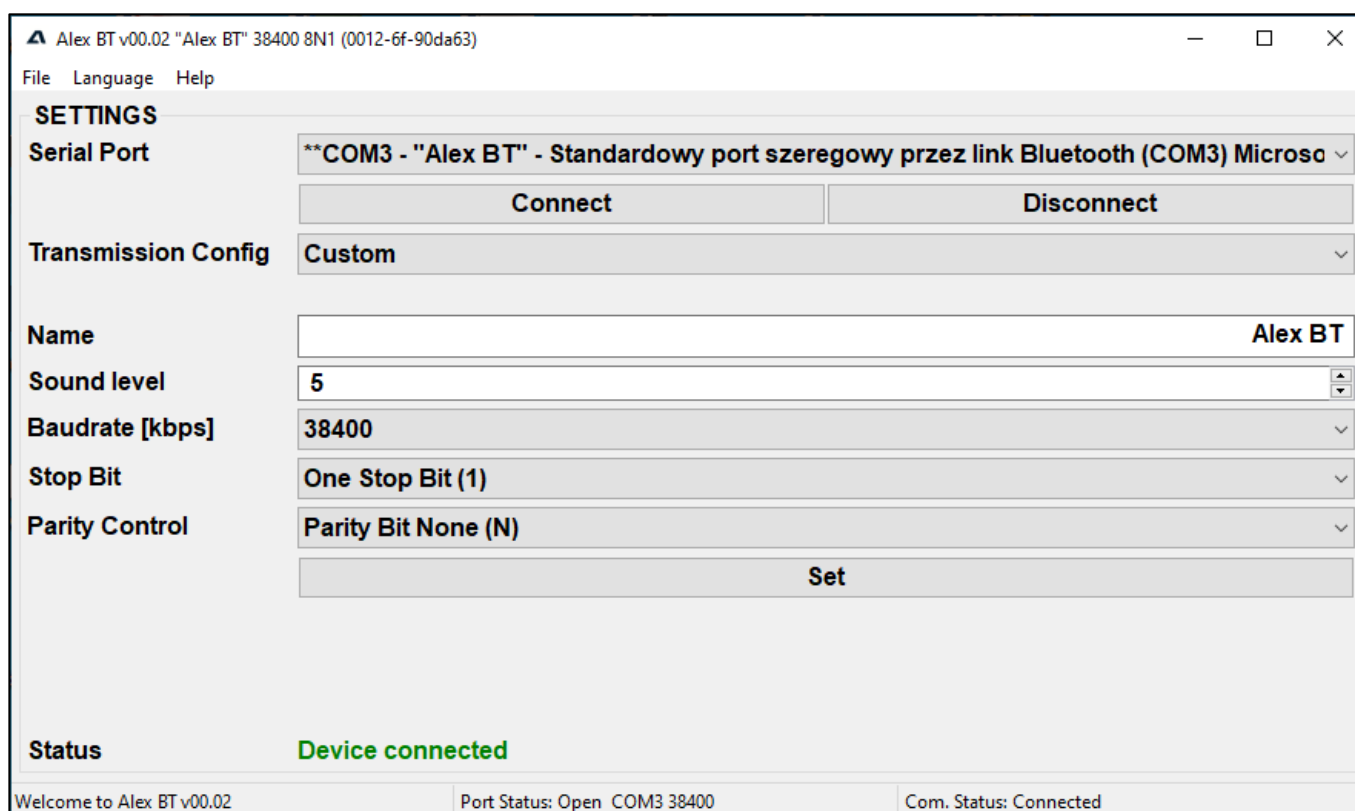 Alex BT v00.02 "Alex BT" 38400 8N1 (0012-6f-90da63)
File Language Help
SETTINGS
Serial Port
**COM3 - "Alex BT" - Standardowy port szeregowy przez link Bluetooth (COM3) Microso
Connect Disconnect
Transmission Config Custom
Name Alex BT
Sound level 5
Baudrate [kbps] 38400
Stop Bit One Stop Bit (1)
Parity Control Parity Bit None (N)
Set
Status Device connected
Welcome to Alex BT v00.02 Port Status: Open COM3 38400 Com. Status: Connected